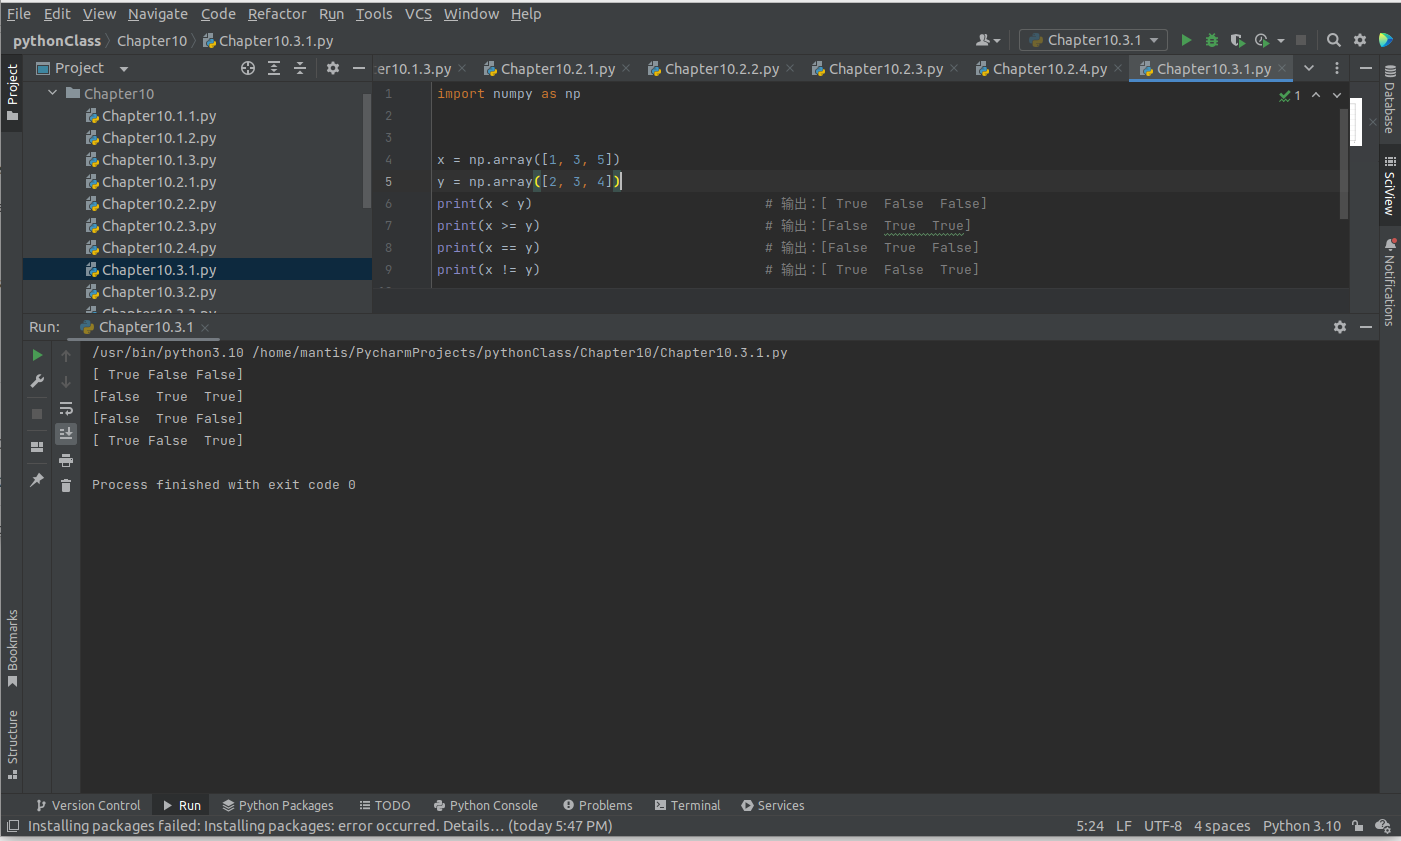 File Edit View Navigate Code Refactor Run Tools VCS Window Help
pythonClass Chapter10 Chapter10.3.1.py Chapter10.3.1
Project
Project
er10.1.3.py Chapter10.2.1.py Chapter10.2.2.py Chapter10.2.3.py Chapter10.2.4.py Chapter10.3.1.py
Chapter10
Chapter10.1.1.py
Chapter10.1.2.py
Chapter10.1.3.py
Chapter10.2.1.py
Chapter10.2.2.py
Chapter10.2.3.py
Chapter10.2.4.py
Chapter10.3.1.py
Chapter10.3.2.py
1 import numpy as np
1
2
3
4 x = np.array([1, 3, 5])
5 y = np.array([2, 3, 4])
6 print(x < y) # 输出：[ True False False]
7 print(x >= y) # 输出：[False True True]
8 print(x == y) # 输出：[False True False]
9 print(x != y) # 输出：[ True False True]
Database
SciView
Notifications
Run: Chapter10.3.1
/usr/bin/python3.10 /home/mantis/PycharmProjects/pythonClass/Chapter10/Chapter10.3.1.py
[ True False False]
[False  True  True]
[False  True False]
[ True False  True]
Process finished with exit code 0
Bookmarks
Structure
Version Control Run Python Packages TODO Python Console Problems Terminal Services
Installing packages failed: Installing packages: error occurred. Details... (today 5:47 PM) 5:24 LF UTF-8 4 spaces Python 3.10